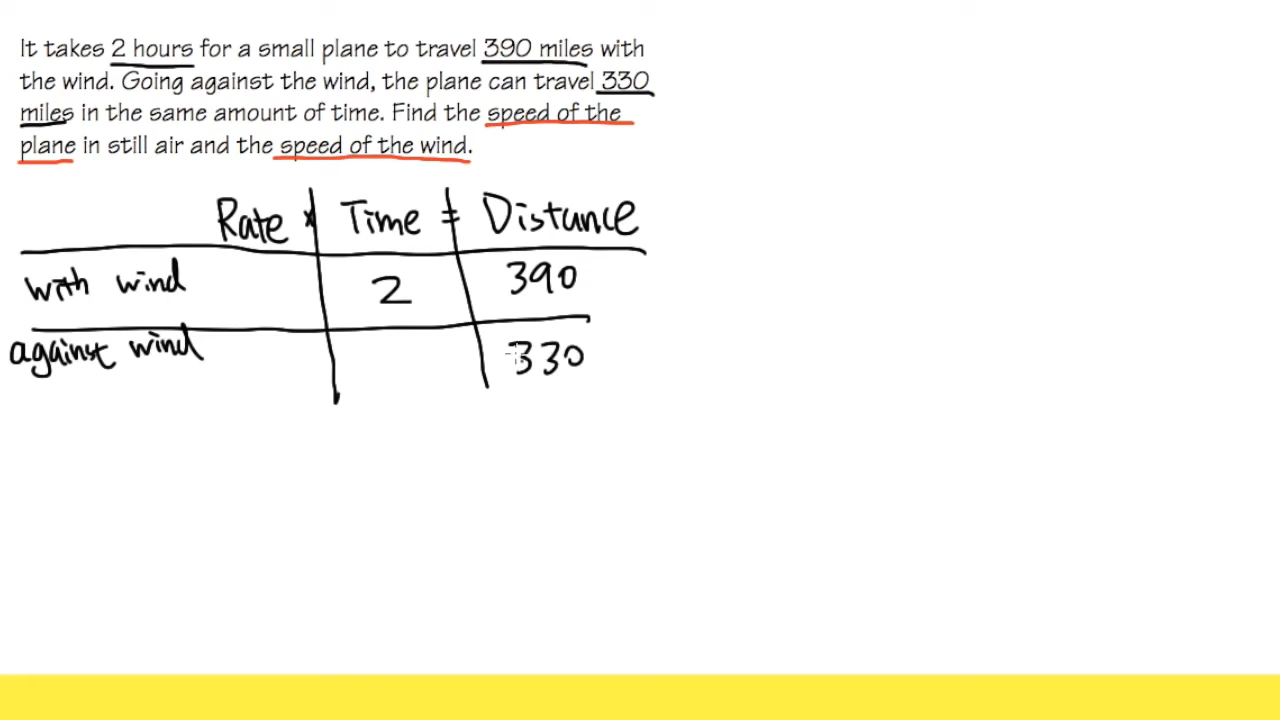 It takes 2 hours for a small plane to travel 390 miles with
the wind. Going against the wind, the plane can travel 330
miles in the same amount of time. Find the speed of the
plane in still air and the speed of the wind.
Rate × Time = Distance
with wind 2 390
against wind 330